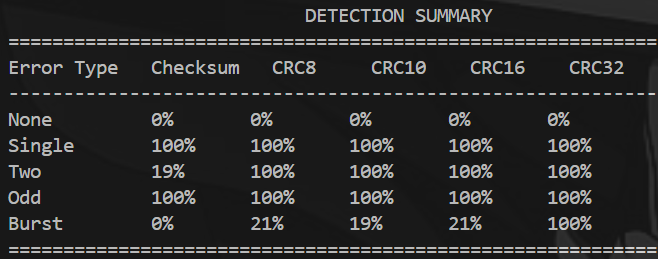 DETECTION SUMMARY
============================================================
Error Type Checksum CRC8 CRC10 CRC16 CRC32
------------------------------------------------------------
None 0% 0% 0% 0% 0%
Single 100% 100% 100% 100% 100%
Two 19% 100% 100% 100% 100%
Odd 100% 100% 100% 100% 100%
Burst 0% 21% 19% 21% 100%
============================================================